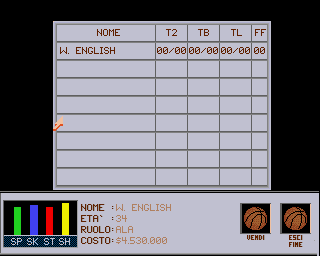 NOME T2 TB TL FF
W. ENGLISH 00/00 00/00 00/00 00
NOME :W. ENGLISH
ETA` :34
RUOLO:ALA
COSTO:$4.530.000
SP SK ST SH
VENDI
ESCI
FINE